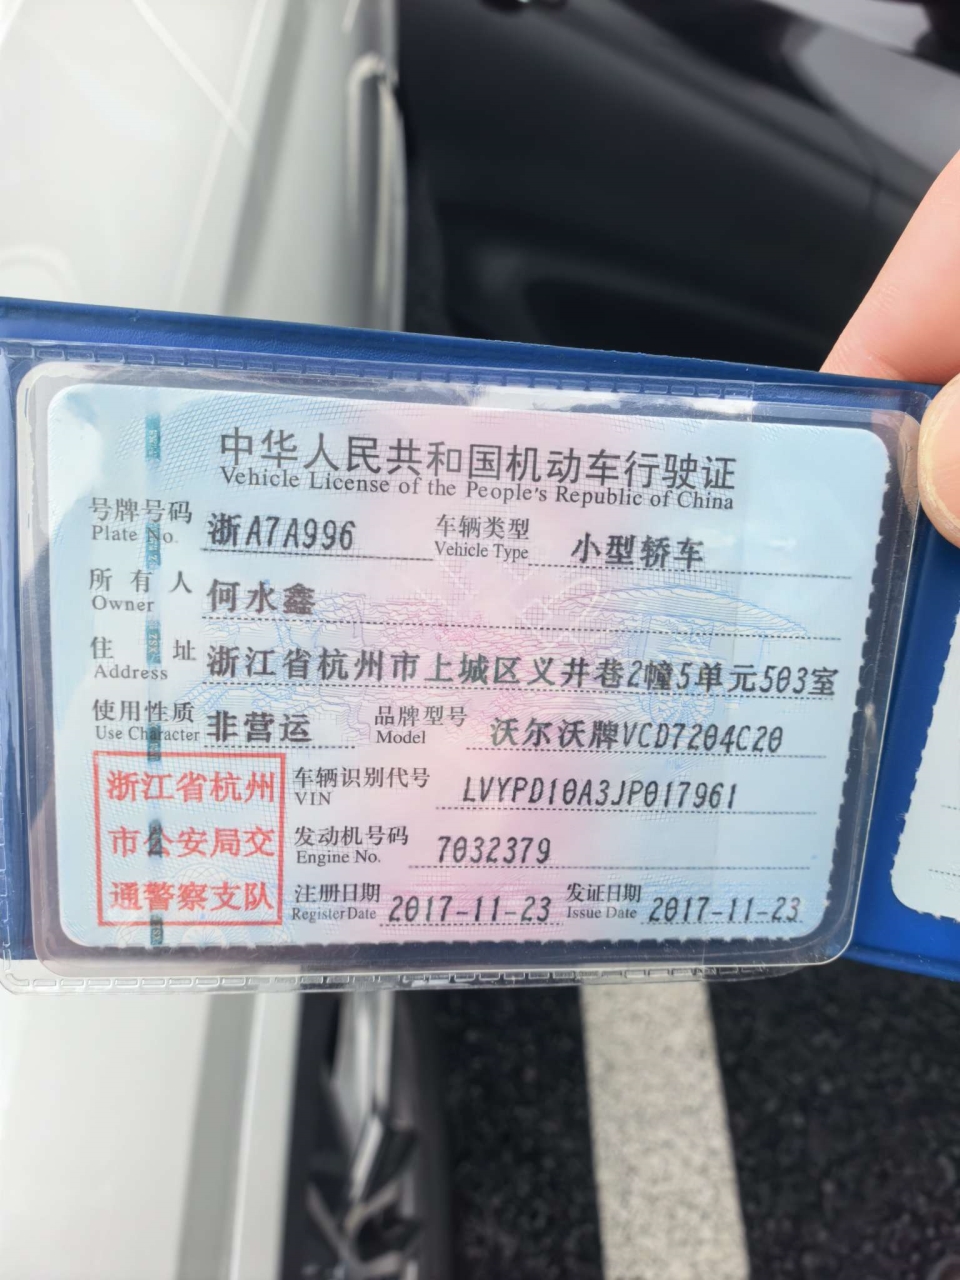 中华人民共和国机动车行驶证
Vehicle License of the People's Republic of China
号牌号码 浙A7A996 车辆类型 小型轿车
Plate No. Vehicle Type
所有人 何水鑫
Owner
住址 浙江省杭州市上城区义井巷2幢5单元503室
Address
使用性质 非营运 品牌型号 沃尔沃牌VCD7204C20
Use Character Model
浙江省杭州
市公安局交
通警察支队
车辆识别代号 LVYPD10A3JP017961
VIN
发动机号码 7032379
Engine No.
注册日期 2017-11-23 发证日期 2017-11-23
Register Date Issue Date